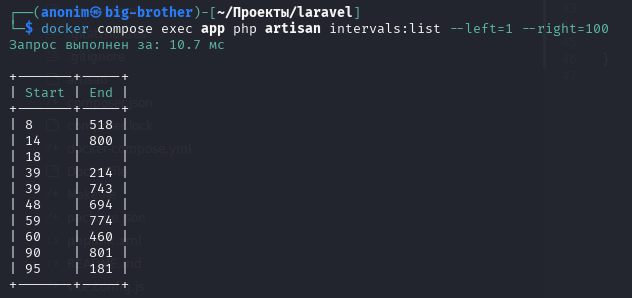 ┌──(anonim㉿big-brother)-[~/Проекты/laravel]
└─$ docker compose exec app php artisan intervals:list --left=1 --right=100
Запрос выполнен за: 10.7 мс
+-------+-----+
| Start | End |
+-------+-----+
| 8     | 518 |
| 14    | 800 |
| 18    |     |
| 39    | 214 |
| 39    | 743 |
| 48    | 694 |
| 59    | 774 |
| 60    | 460 |
| 90    | 801 |
| 95    | 181 |
+-------+-----+